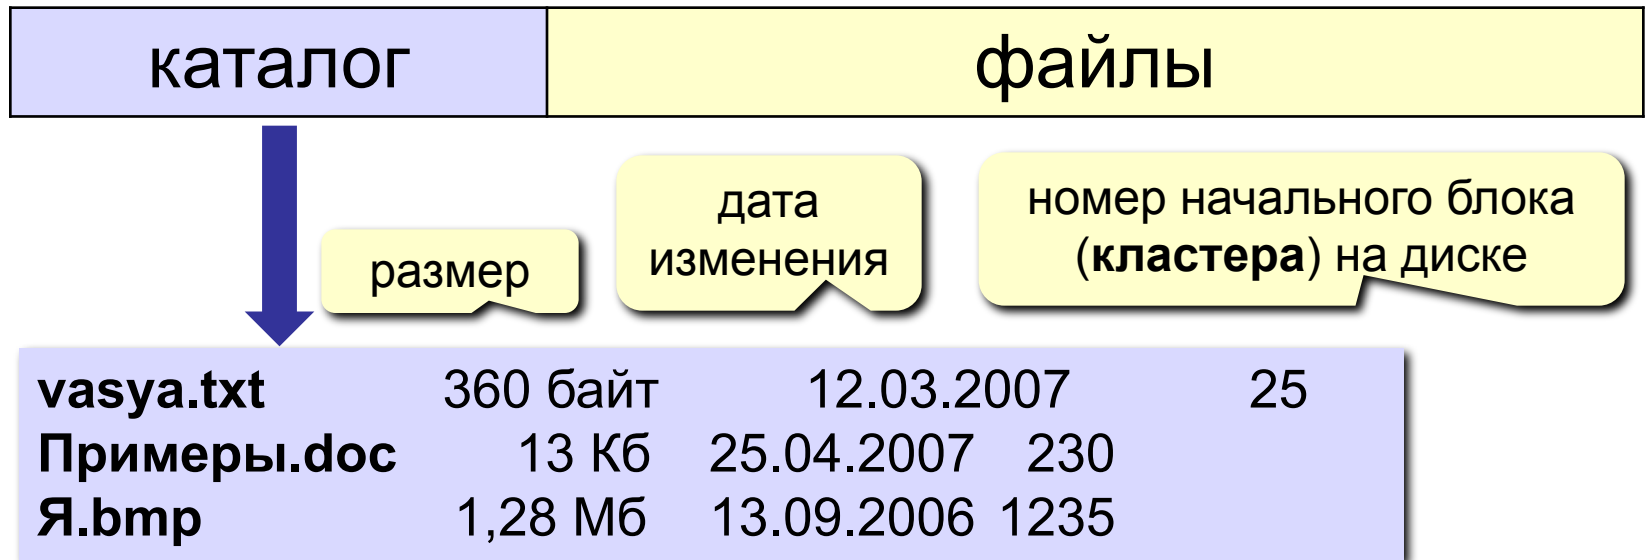 каталог файлы
размер
дата
изменения
номер начального блока
(кластера) на диске
vasya.txt 360 байт 12.03.2007 25
Примеры.doc 13 Кб 25.04.2007 230
Я.bmp 1,28 Мб 13.09.2006 1235